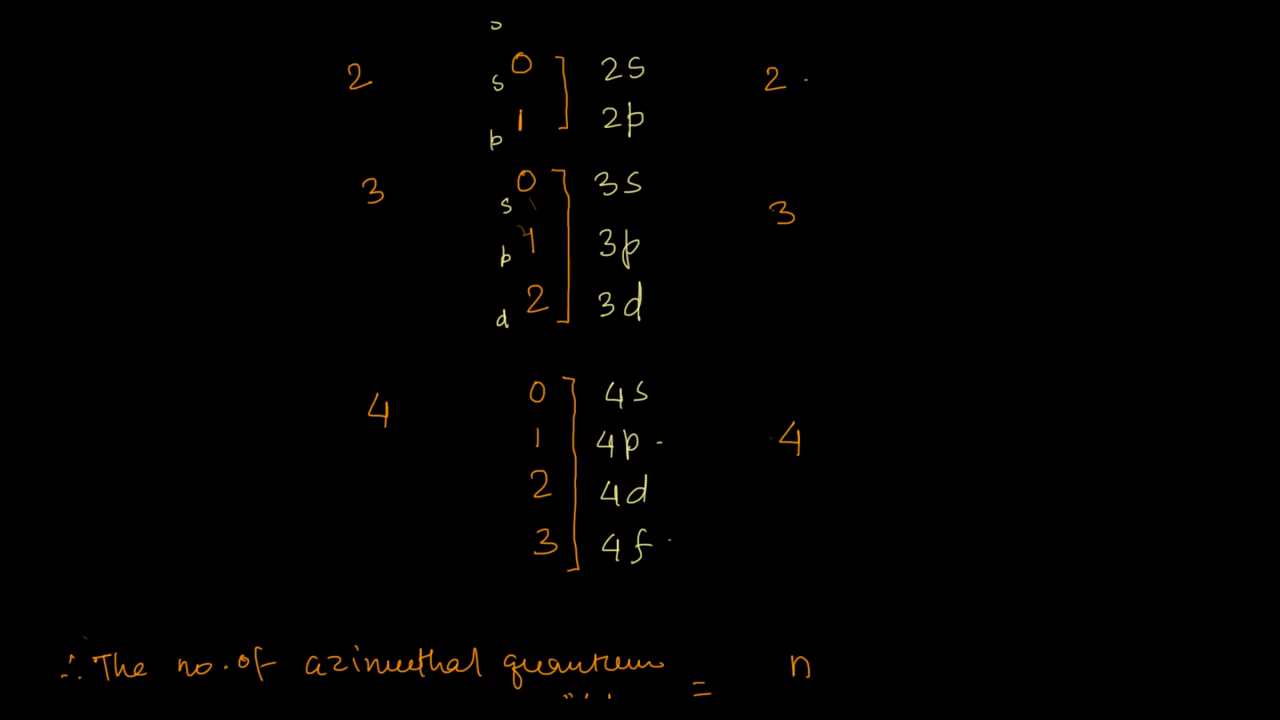 s
2 0 2s 2 .
s
1 2p
p
3 0 3s 3
s
1 3p
p
2 3d
d
4 0 4s 4
1 4p -
2 4d
3 4f .
∴ The no. of azimuthal quantum = n